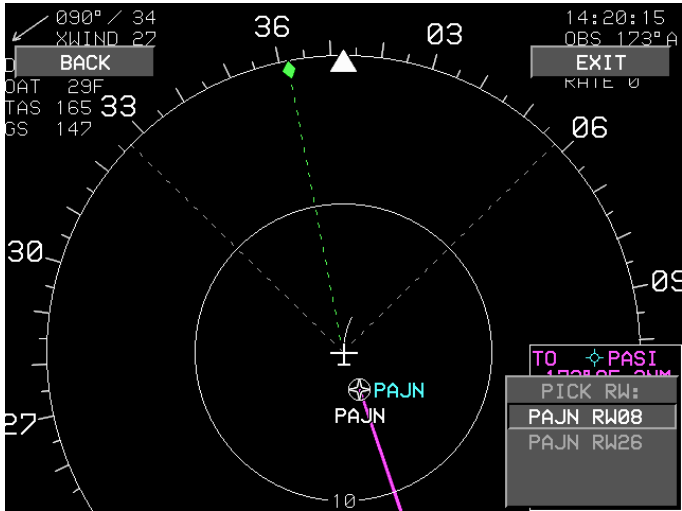 090°/ 34
XWIND 27
BACK
OAT 29F
TAS 165
GS 147
14:20:15
OBS 173°A
EXIT
RATE 0
36
03
33
06
30
09
27
PAJN
PAJN
10
TO PASI
PICK RW:
PAJN RW08
PAJN RW26